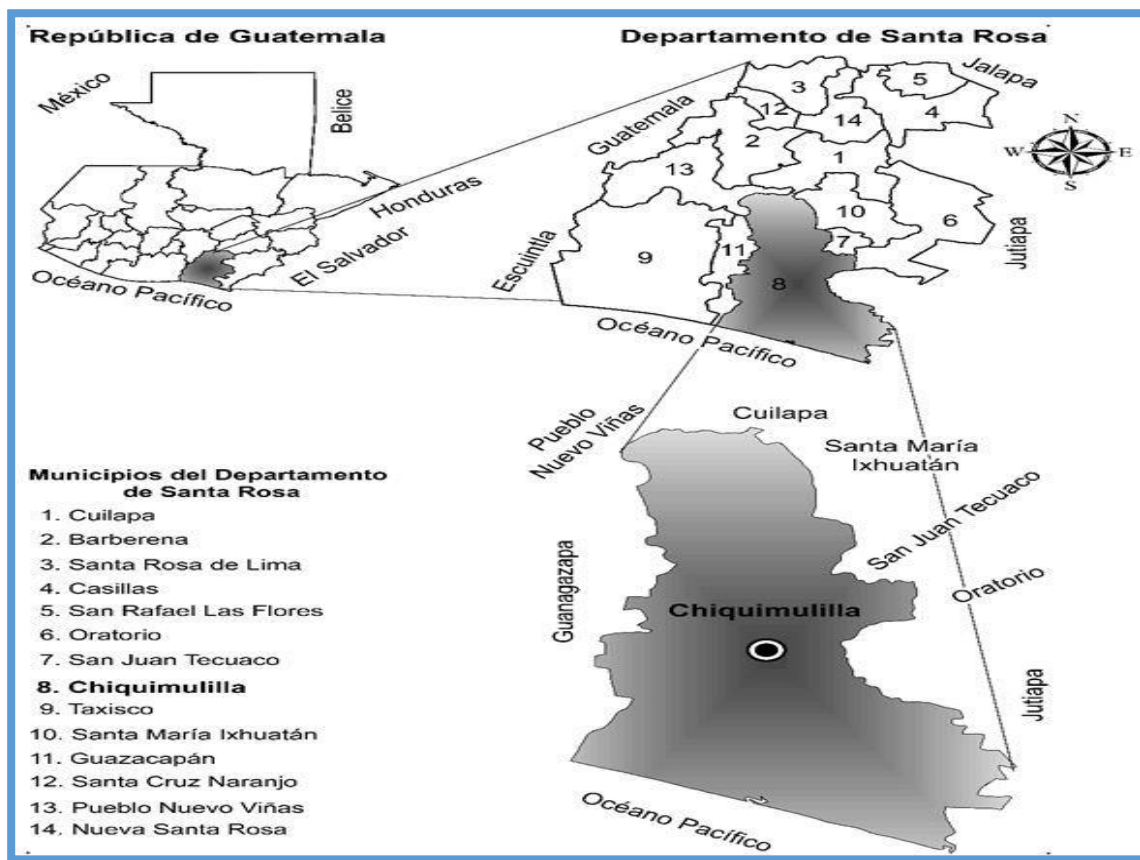 República de Guatemala
México
Belice
Honduras
El Salvador
Océano Pacífico
Departamento de Santa Rosa
Jalapa
Guatemala
Escuintla
Jutiapa
Océano Pacífico
3
5
4
12
14
2
1
13
10
6
7
11
9
8
N
W
E
S
Pueblo
Nuevo Viñas
Cuilapa
Santa María
Ixhuatán
San Juan Tecuaco
Oratorio
Guanagazapa
Chiquimulilla
Jutiapa
Océano Pacífico
Municipios del Departamento
de Santa Rosa
1. Cuilapa
2. Barberena
3. Santa Rosa de Lima
4. Casillas
5. San Rafael Las Flores
6. Oratorio
7. San Juan Tecuaco
8. Chiquimulilla
9. Taxisco
10. Santa María Ixhuatán
11. Guazacapán
12. Santa Cruz Naranjo
13. Pueblo Nuevo Viñas
14. Nueva Santa Rosa